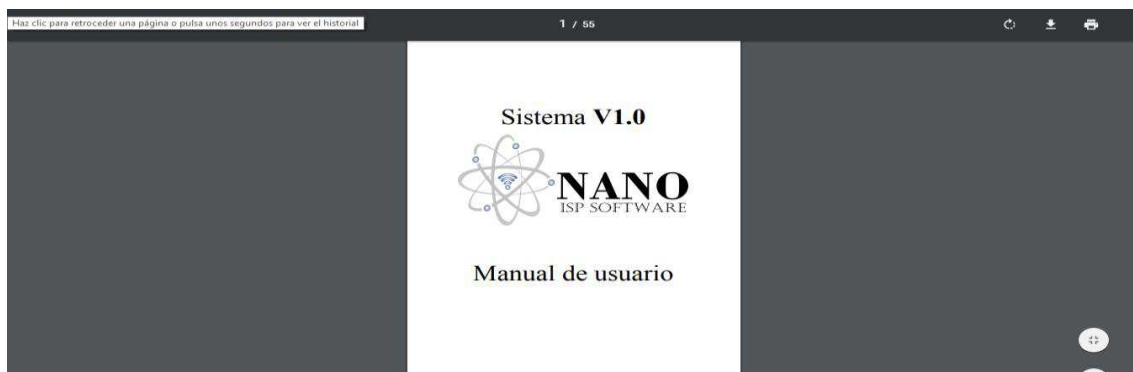 Haz clic para retroceder una página o pulsa unos segundos para ver el historial
1 / 55
Sistema V1.0
NANO
ISP SOFTWARE
Manual de usuario